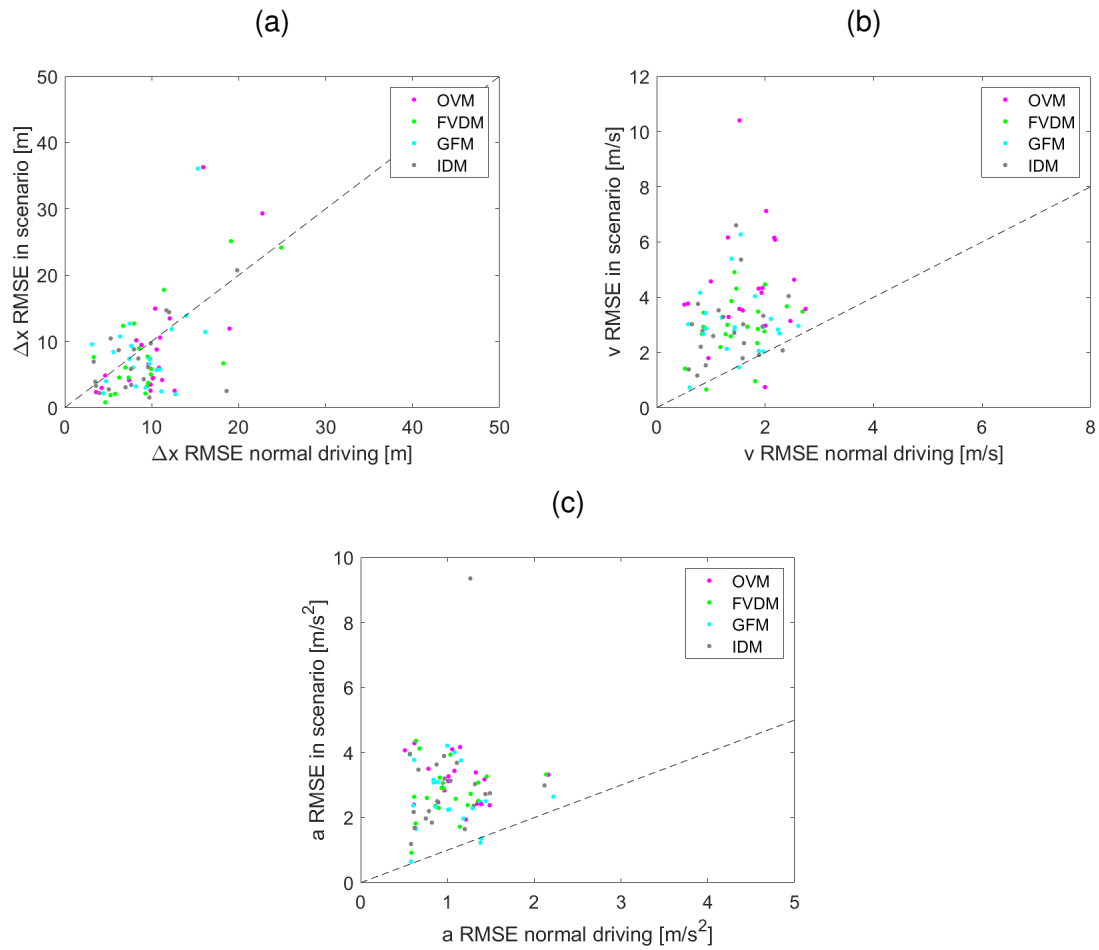 (a)
50
40
30
20
10
0
0
10
20
30
40
50
Δx RMSE in scenario [m]
Δx RMSE normal driving [m]
OVM
FVDM
GFM
IDM
(b)
12
10
8
6
4
2
0
0
2
4
6
8
v RMSE in scenario [m/s]
v RMSE normal driving [m/s]
OVM
FVDM
GFM
IDM
(c)
10
8
6
4
2
0
0
1
2
3
4
5
a RMSE in scenario [m/s²]
a RMSE normal driving [m/s²]
OVM
FVDM
GFM
IDM